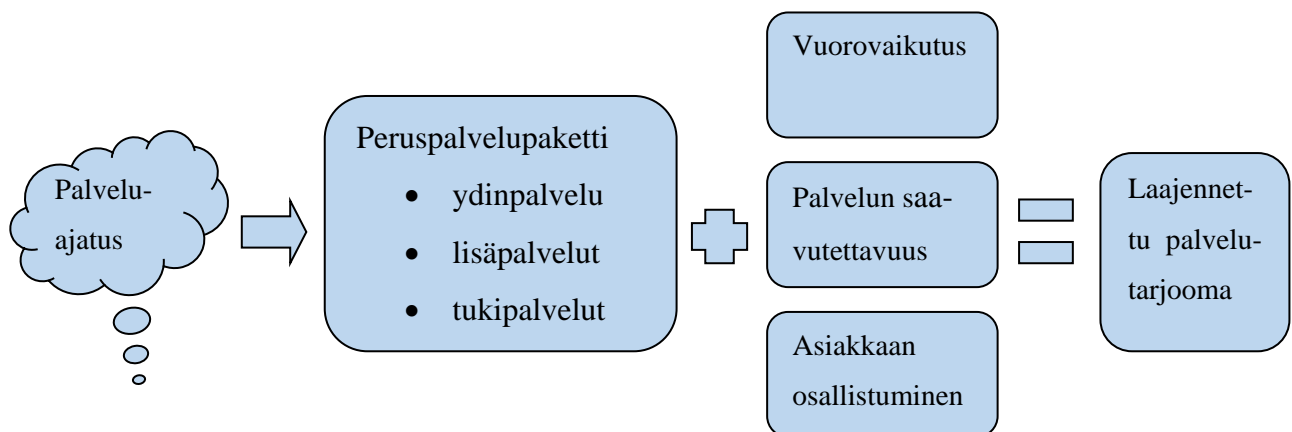 Palvelu-
ajatus
Peruspalvelupaketti
• ydinpalvelu
• lisäpalvelut
• tukipalvelut
Vuorovaikutus
Palvelun saa-
vutettavuus
Asiakkaan
osallistuminen
Laajennet-
tu palvelu-
tarjooma